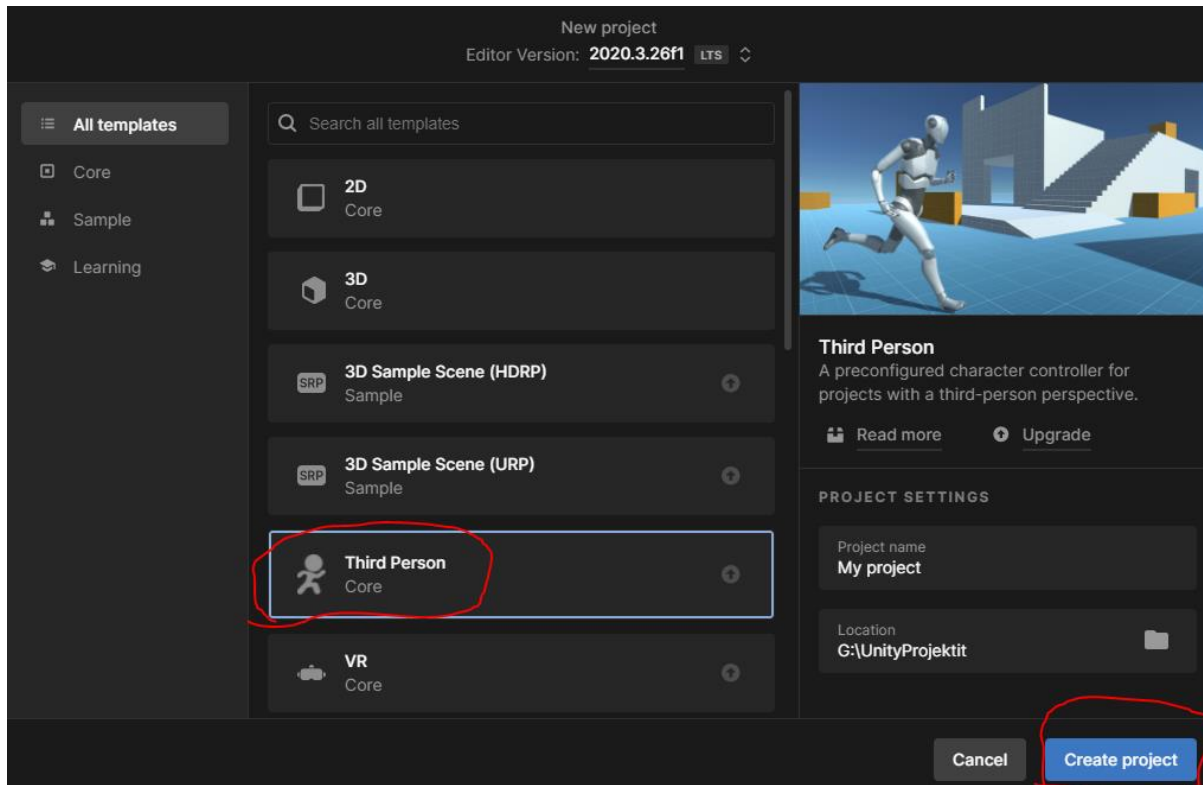 New project
Editor Version: 2020.3.26f1 LTS
All templates
Core
Sample
Learning
Search all templates
2D
Core
3D
Core
SRP
3D Sample Scene (HDRP)
Sample
SRP
3D Sample Scene (URP)
Sample
Third Person
Core
VR
Core
Third Person
A preconfigured character controller for
projects with a third-person perspective.
Read more Upgrade
PROJECT SETTINGS
Project name
My project
Location
G:\UnityProjektit
Cancel Create project